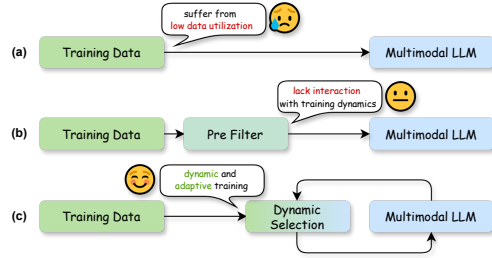 suffer from
low data utilization
(a)
Training Data
Multimodal LLM
lack interaction
with training dynamics
(b)
Training Data
Pre Filter
Multimodal LLM
dynamic and
adaptive training
(c)
Training Data
Dynamic
Selection
Multimodal LLM